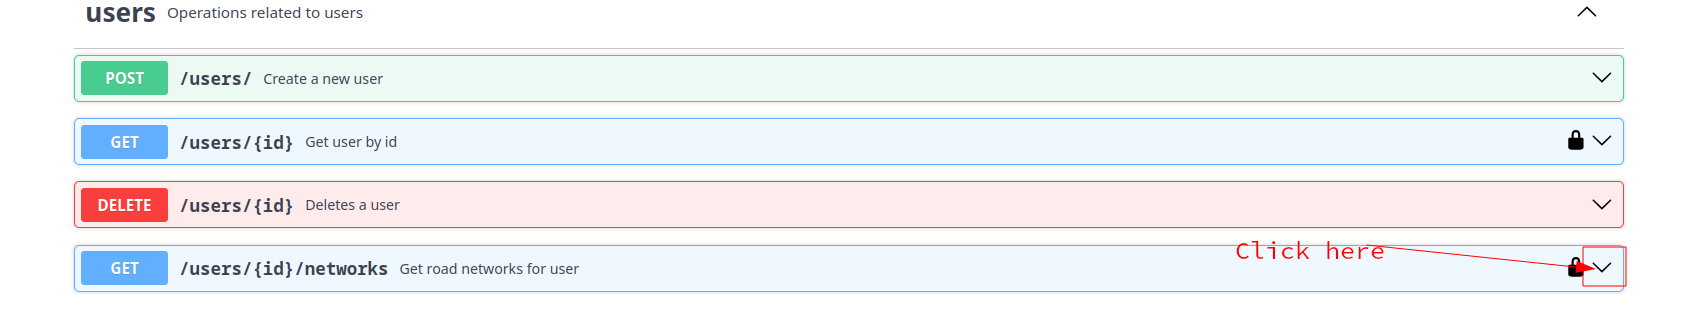 users Operations related to users
POST /users/ Create a new user
GET /users/{id} Get user by id
DELETE /users/{id} Deletes a user
Click here
GET /users/{id}/networks Get road networks for user